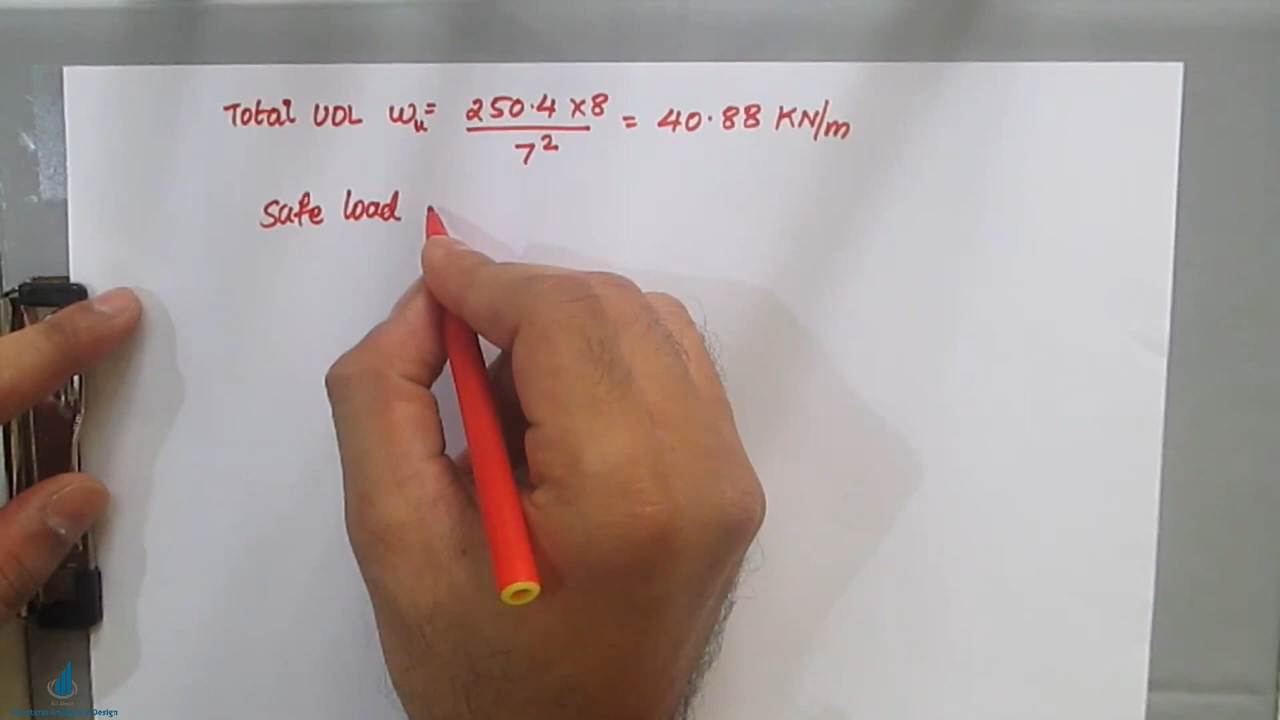 Total UDL wu = 250.4 x 8 / 7² = 40.88 KN/m
Safe load